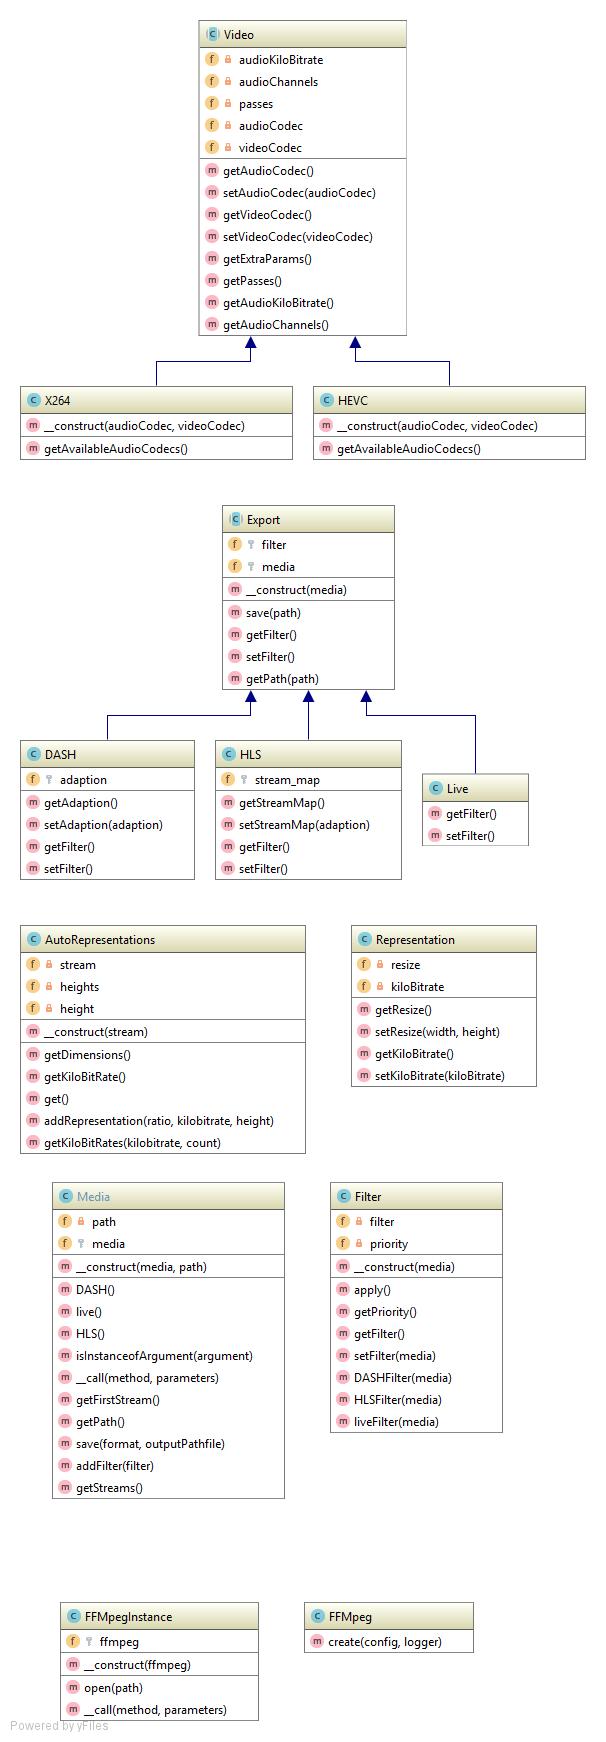 Video
audioKiloBitrate
audioChannels
passes
audioCodec
videoCodec
getAudioCodec()
setAudioCodec(audioCodec)
getVideoCodec()
setVideoCodec(videoCodec)
getExtraParams()
getPasses()
getAudioKiloBitrate()
getAudioChannels()
X264
__construct(audioCodec, videoCodec)
getAvailableAudioCodecs()
HEVC
__construct(audioCodec, videoCodec)
getAvailableAudioCodecs()
Export
filter
media
__construct(media)
save(path)
getFilter()
setFilter()
getPath(path)
DASH
adaption
getAdaption()
setAdaption(adaption)
getFilter()
setFilter()
HLS
stream_map
getStreamMap()
setStreamMap(adaption)
getFilter()
setFilter()
Live
getFilter()
setFilter()
AutoRepresentations
stream
heights
height
__construct(stream)
getDimensions()
getKiloBitRate()
get()
addRepresentation(ratio, kilobitrate, height)
getKiloBitRates(kilobitrate, count)
Representation
resize
kiloBitrate
getResize()
setResize(width, height)
getKiloBitrate()
setKiloBitrate(kiloBitrate)
Media
path
media
__construct(media, path)
DASH()
live()
HLS()
isInstanceofArgument(argument)
__call(method, parameters)
getFirstStream()
getPath()
save(format, outputPathfile)
addFilter(filter)
getStreams()
Filter
filter
priority
__construct(media)
apply()
getPriority()
getFilter()
setFilter(media)
DASHFilter(media)
HLSFilter(media)
liveFilter(media)
FFMpegInstance
ffmpeg
__construct(ffmpeg)
open(path)
__call(method, parameters)
FFMpeg
create(config, logger)
Powered by yFiles